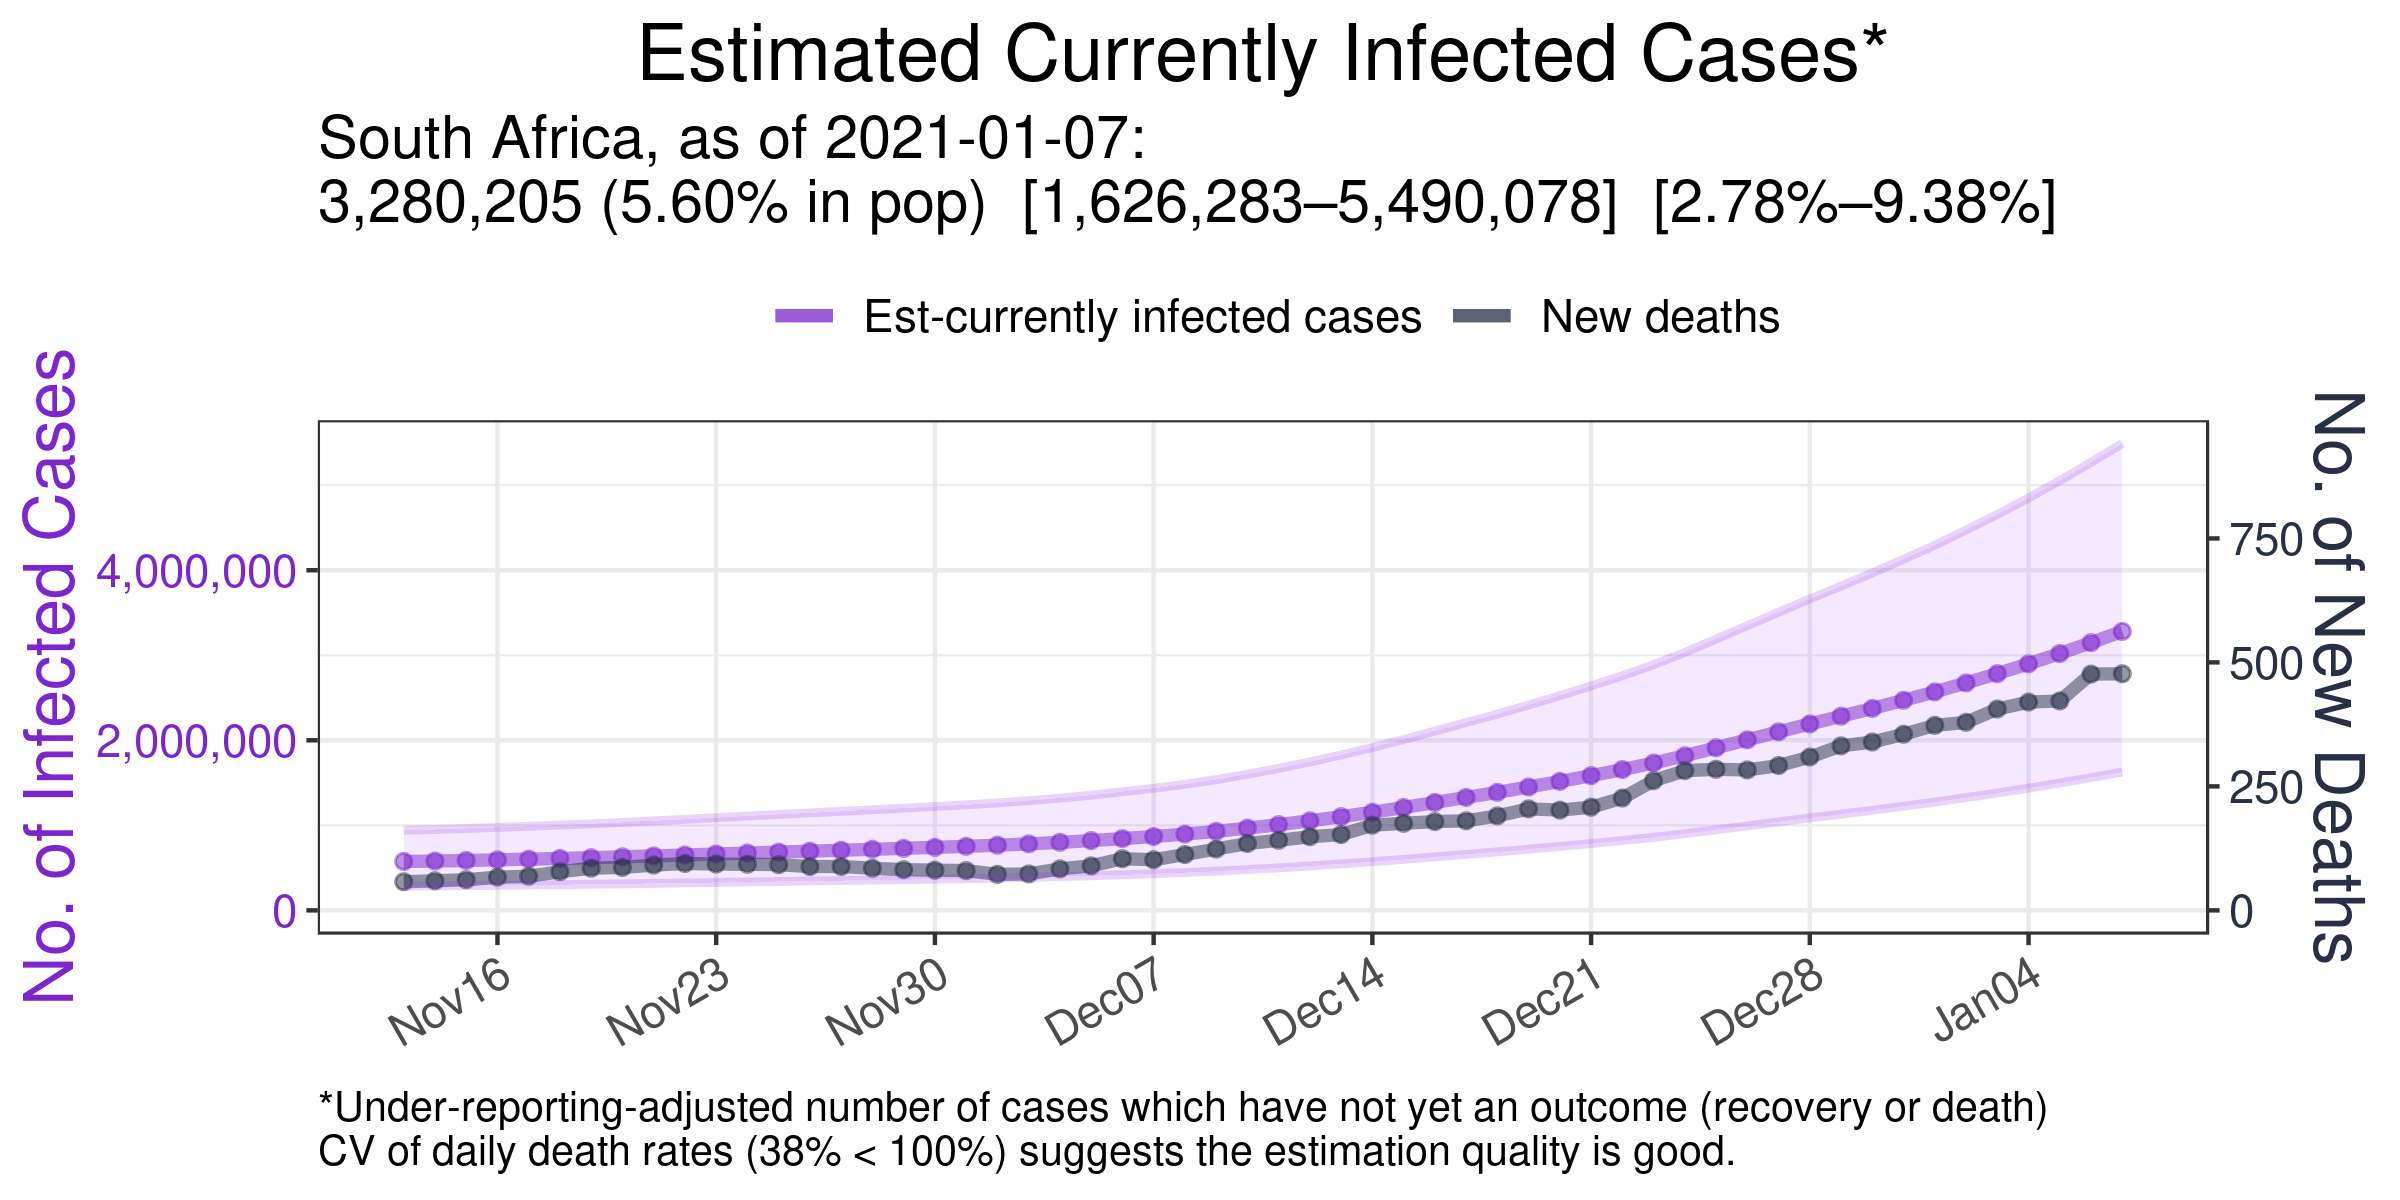 Estimated Currently Infected Cases*
South Africa, as of 2021-01-07:
3,280,205 (5.60% in pop)  [1,626,283–5,490,078]  [2.78%–9.38%]
Est-currently infected cases
New deaths
No. of Infected Cases
4,000,000
2,000,000
0
750
500
250
0
No. of New Deaths
Nov16
Nov23
Nov30
Dec07
Dec14
Dec21
Dec28
Jan04
*Under-reporting-adjusted number of cases which have not yet an outcome (recovery or death)
CV of daily death rates (38% < 100%) suggests the estimation quality is good.